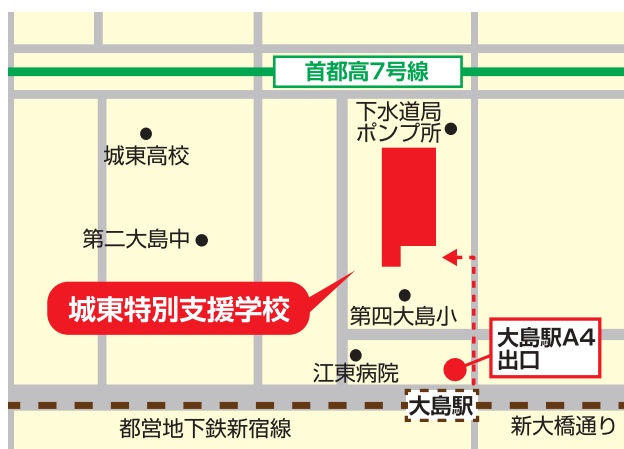 首都高7号線
下水道局
ポンプ所
城東高校
第二大島中
城東特別支援学校
第四大島小
大島駅A4
出口
江東病院
大島駅
都営地下鉄新宿線
新大橋通り